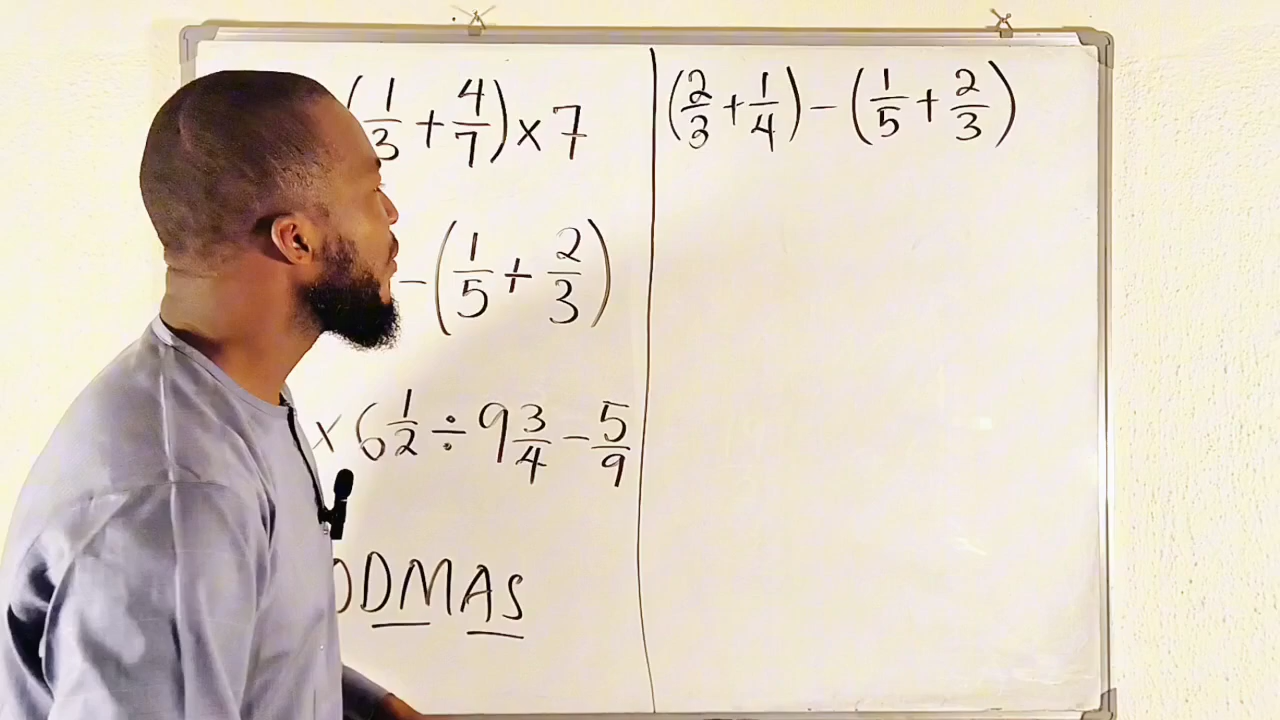 (1/3 + 4/7) x 7
- (1/5 + 2/3)
x 6 1/2 ÷ 9 3/4 - 5/9
ODMAS
(2/3 + 1/4) - (1/5 + 2/3)